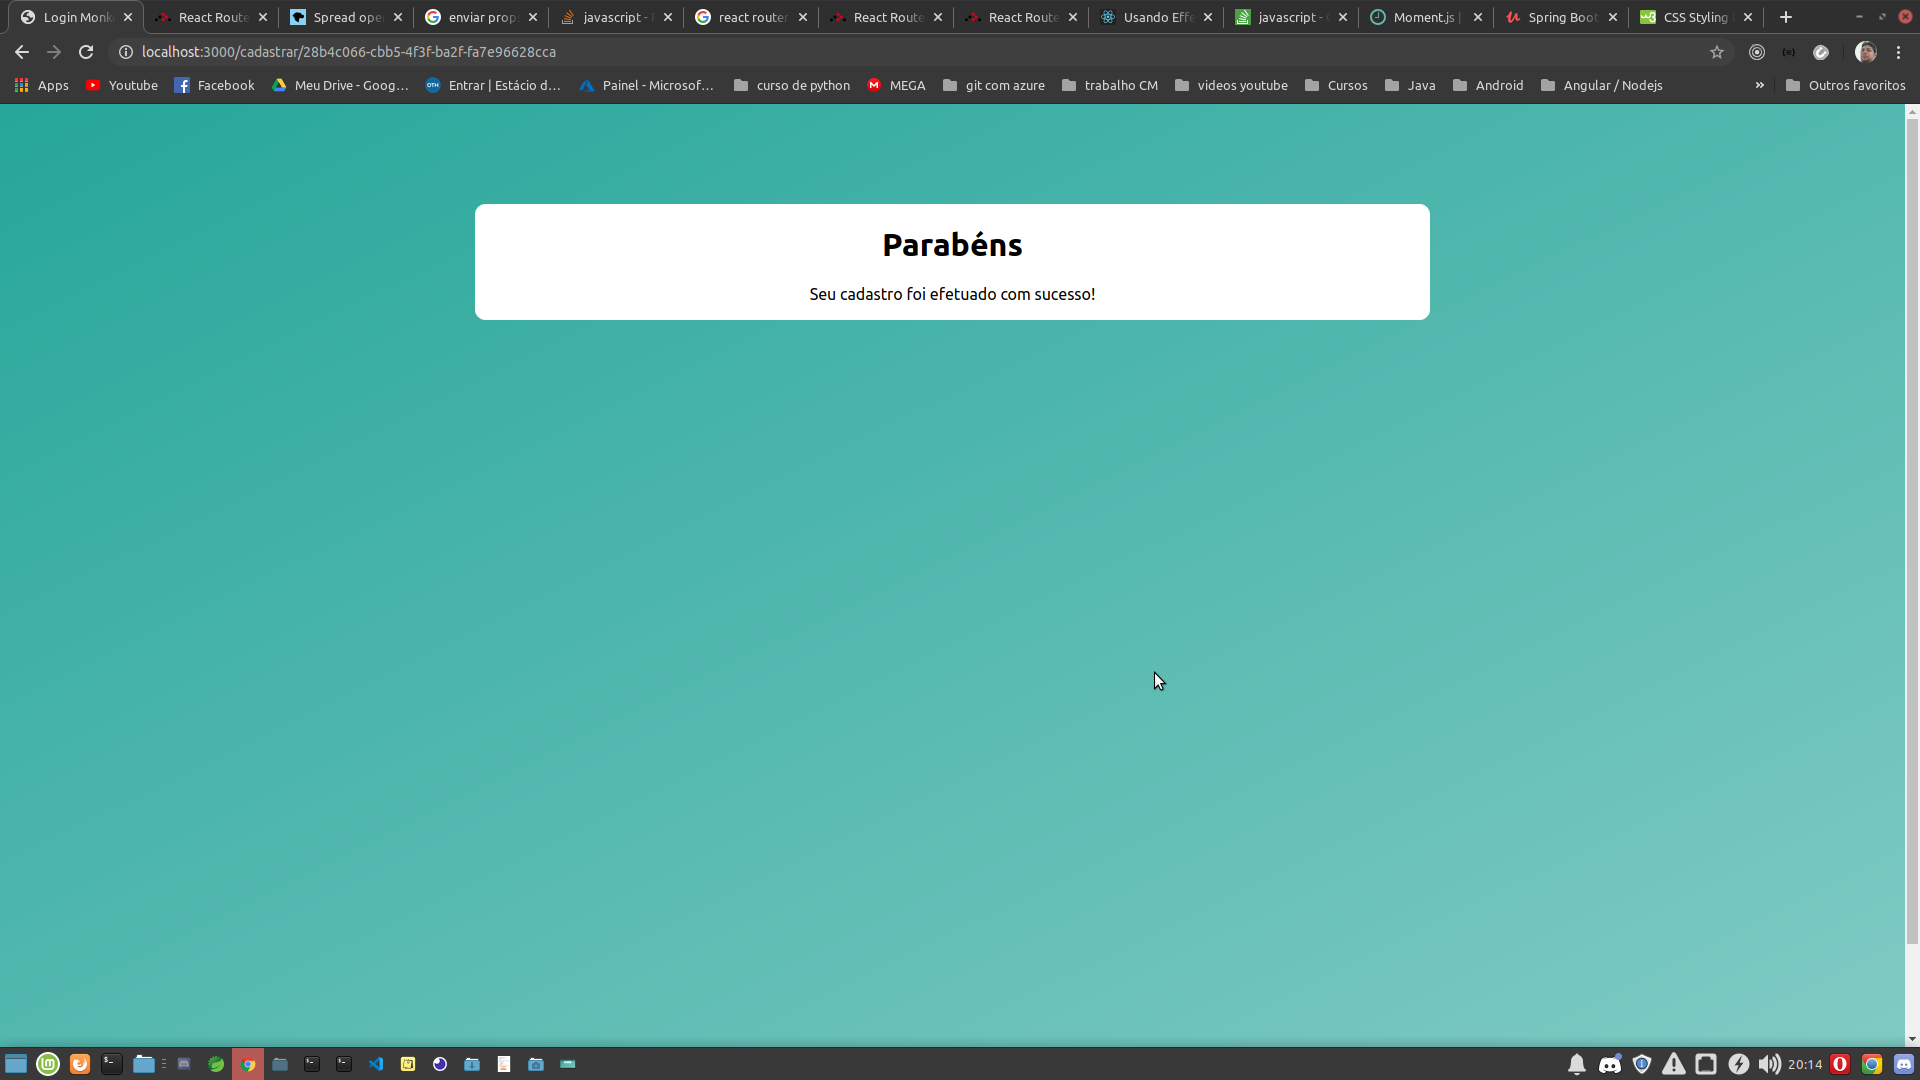 Login Monk
React Route
Spread ope
enviar prop
javascript -
react router
React Route
React Route
Usando Effe
javascript -
Moment.js |
Spring Boot
CSS Styling
localhost:3000/cadastrar/28b4c066-cbb5-4f3f-ba2f-fa7e96628cca
Apps
Youtube
Facebook
Meu Drive - Goog...
Entrar | Estácio d...
Painel - Microsof...
curso de python
MEGA
git com azure
trabalho CM
videos youtube
Cursos
Java
Android
Angular / Nodejs
»
Outros favoritos
Parabéns
Seu cadastro foi efetuado com sucesso!
20:14